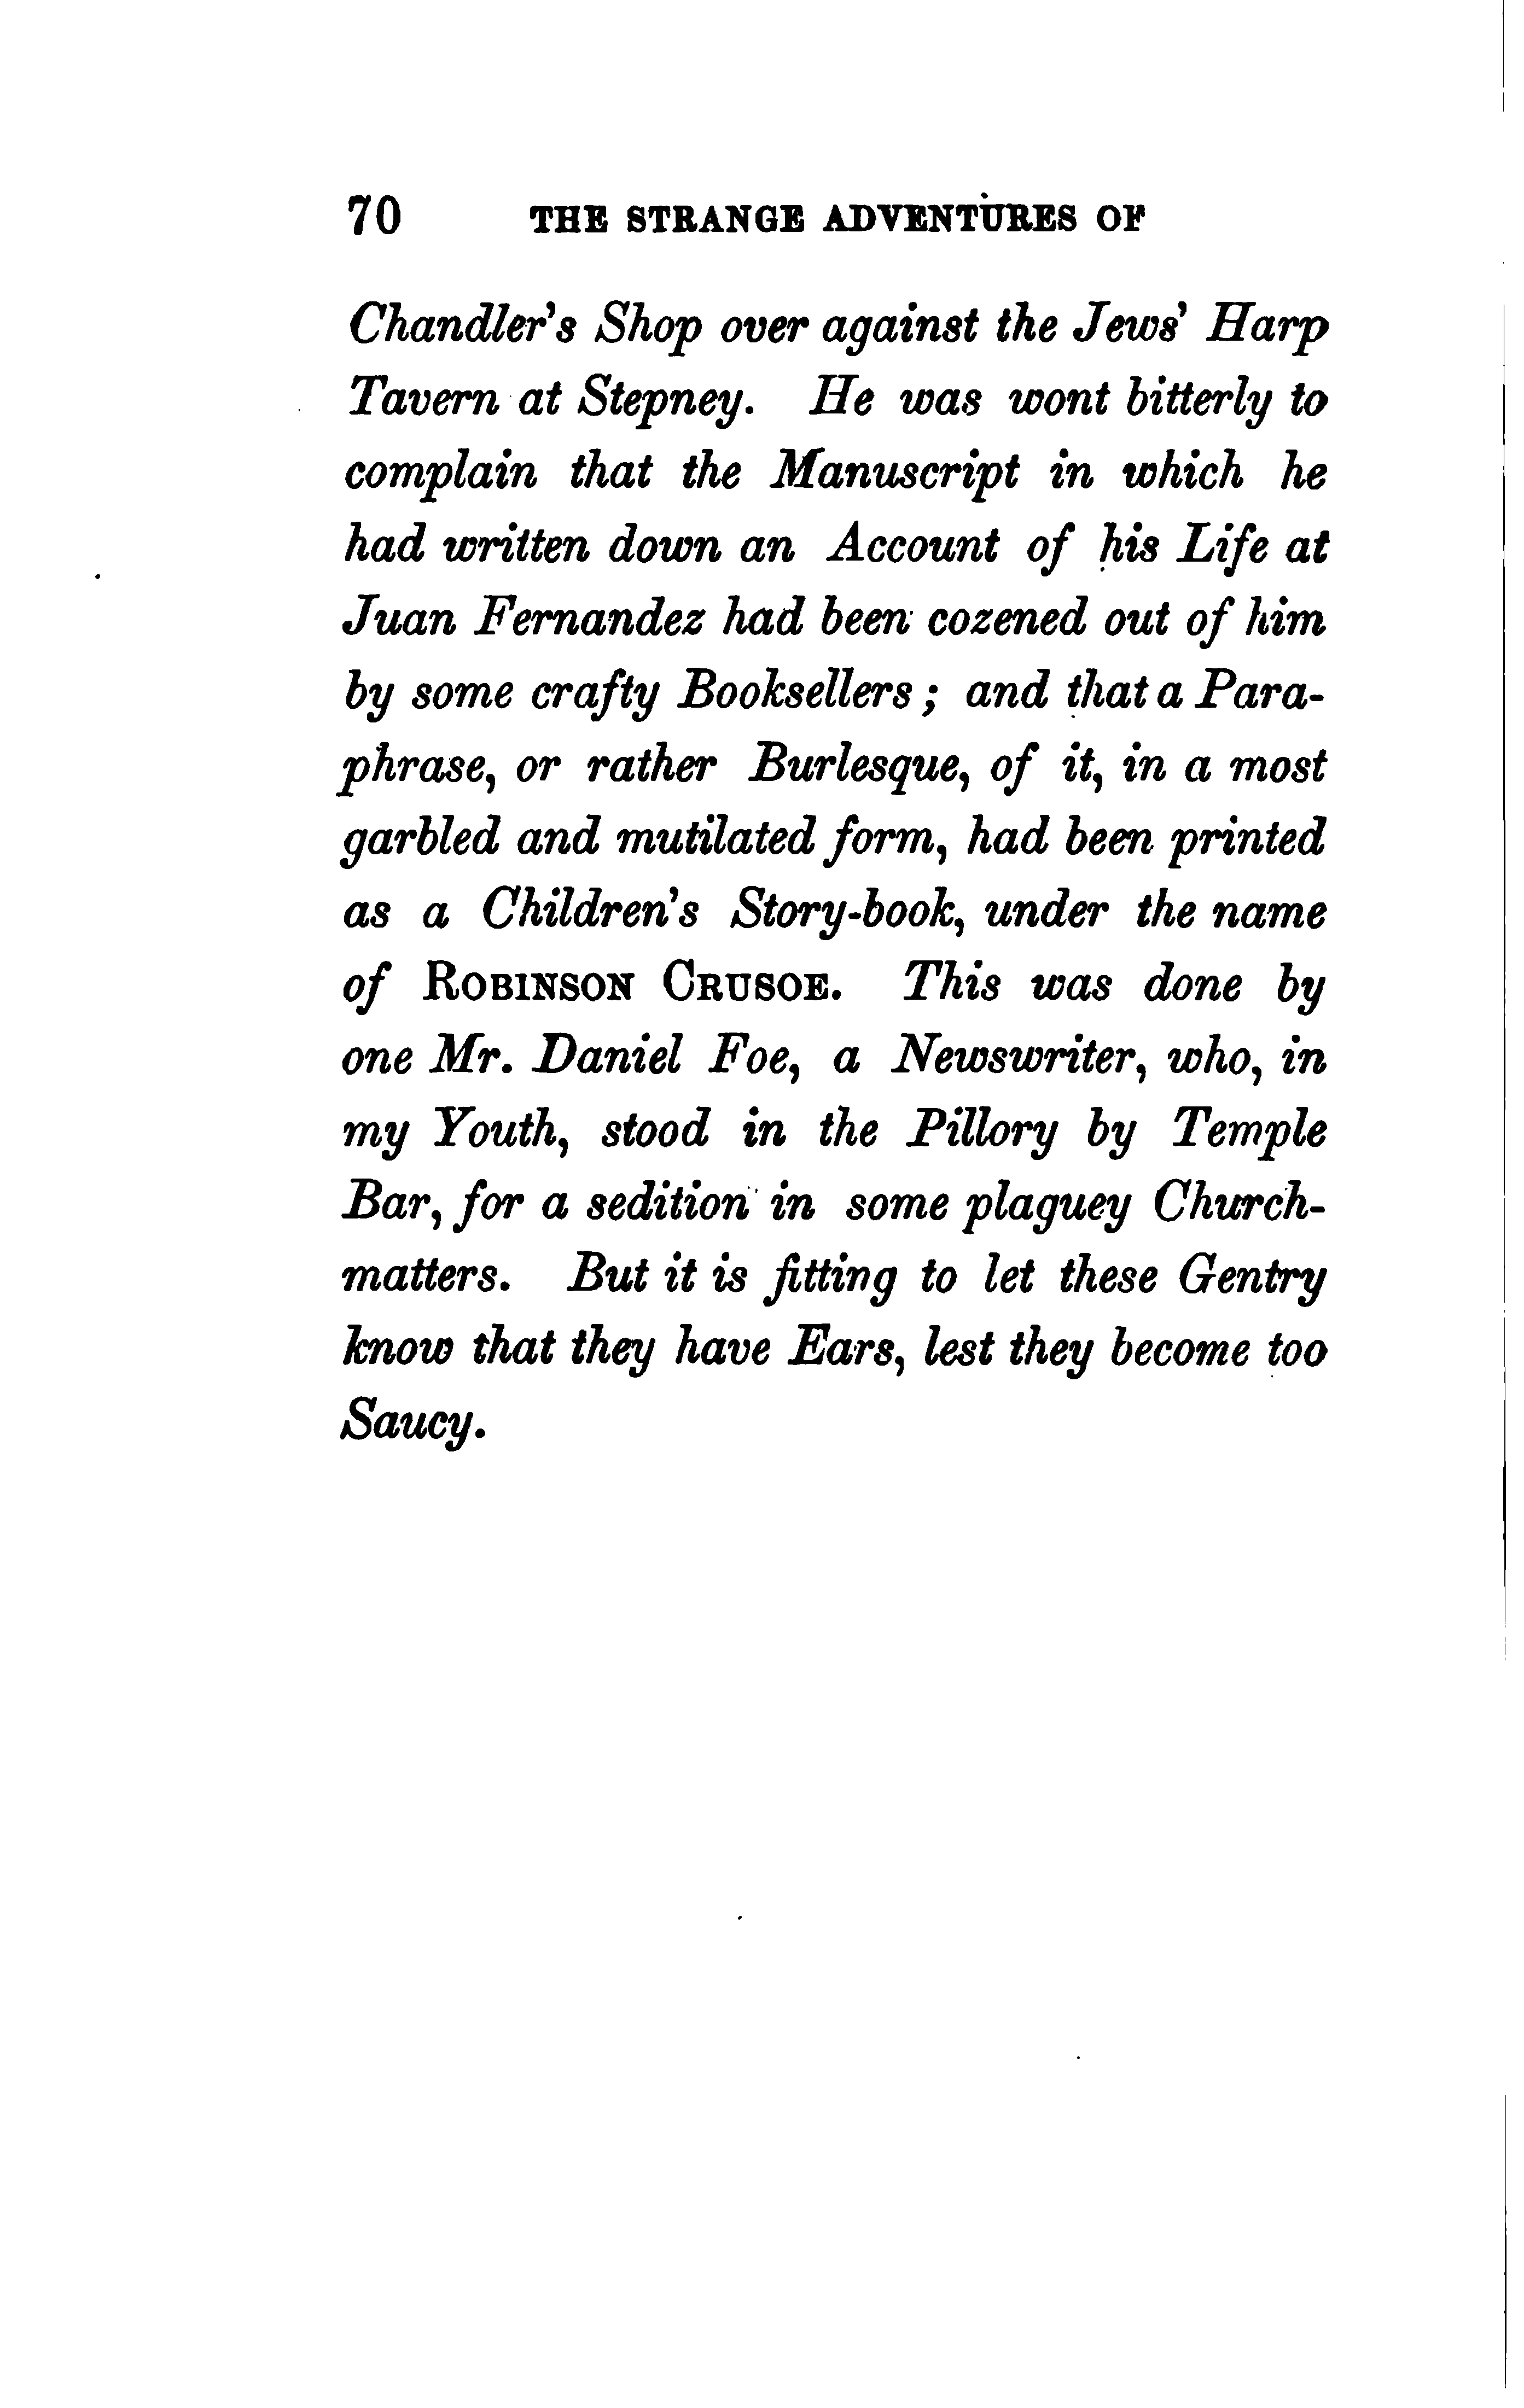 70 THE STRANGE ADVENTURES OF
Chandler's Shop over against the Jews' Harp
Tavern at Stepney. He was wont bitterly to
complain that the Manuscript in which he
had written down an Account of his Life at
Juan Fernandez had been cozened out of him
by some crafty Booksellers; and that a Para-
phrase, or rather Burlesque, of it, in a most
garbled and mutilated form, had been printed
as a Children's Story-book, under the name
of ROBINSON CRUSOE. This was done by
one Mr. Daniel Foe, a Newswriter, who, in
my Youth, stood in the Pillory by Temple
Bar, for a sedition in some plaguey Church-
matters. But it is fitting to let these Gentry
know that they have Ears, lest they become too
Saucy.